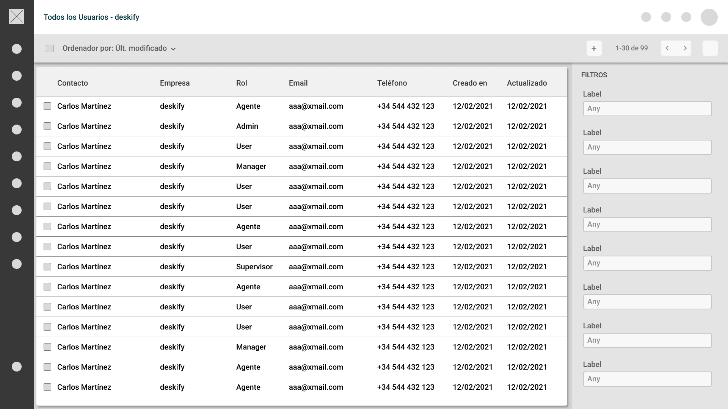 Todos los Usuarios - deskify
Ordenador por: Últ. modificado
+ 1-30 de 99 < >
FILTROS
Contacto Empresa Rol Email Teléfono Creado en Actualizado
Carlos Martínez deskify Agente aaa@xmail.com +34 544 432 123 12/02/2021 12/02/2021
Carlos Martínez deskify Admin aaa@xmail.com +34 544 432 123 12/02/2021 12/02/2021
Carlos Martínez deskify User aaa@xmail.com +34 544 432 123 12/02/2021 12/02/2021
Carlos Martínez deskify Manager aaa@xmail.com +34 544 432 123 12/02/2021 12/02/2021
Carlos Martínez deskify User aaa@xmail.com +34 544 432 123 12/02/2021 12/02/2021
Carlos Martínez deskify User aaa@xmail.com +34 544 432 123 12/02/2021 12/02/2021
Carlos Martínez deskify Agente aaa@xmail.com +34 544 432 123 12/02/2021 12/02/2021
Carlos Martínez deskify User aaa@xmail.com +34 544 432 123 12/02/2021 12/02/2021
Carlos Martínez deskify Supervisor aaa@xmail.com +34 544 432 123 12/02/2021 12/02/2021
Carlos Martínez deskify Agente aaa@xmail.com +34 544 432 123 12/02/2021 12/02/2021
Carlos Martínez deskify User aaa@xmail.com +34 544 432 123 12/02/2021 12/02/2021
Carlos Martínez deskify User aaa@xmail.com +34 544 432 123 12/02/2021 12/02/2021
Carlos Martínez deskify Manager aaa@xmail.com +34 544 432 123 12/02/2021 12/02/2021
Carlos Martínez deskify Agente aaa@xmail.com +34 544 432 123 12/02/2021 12/02/2021
Carlos Martínez deskify Agente aaa@xmail.com +34 544 432 123 12/02/2021 12/02/2021
Label
Any
Label
Any
Label
Any
Label
Any
Label
Any
Label
Any
Label
Any
Label
Any